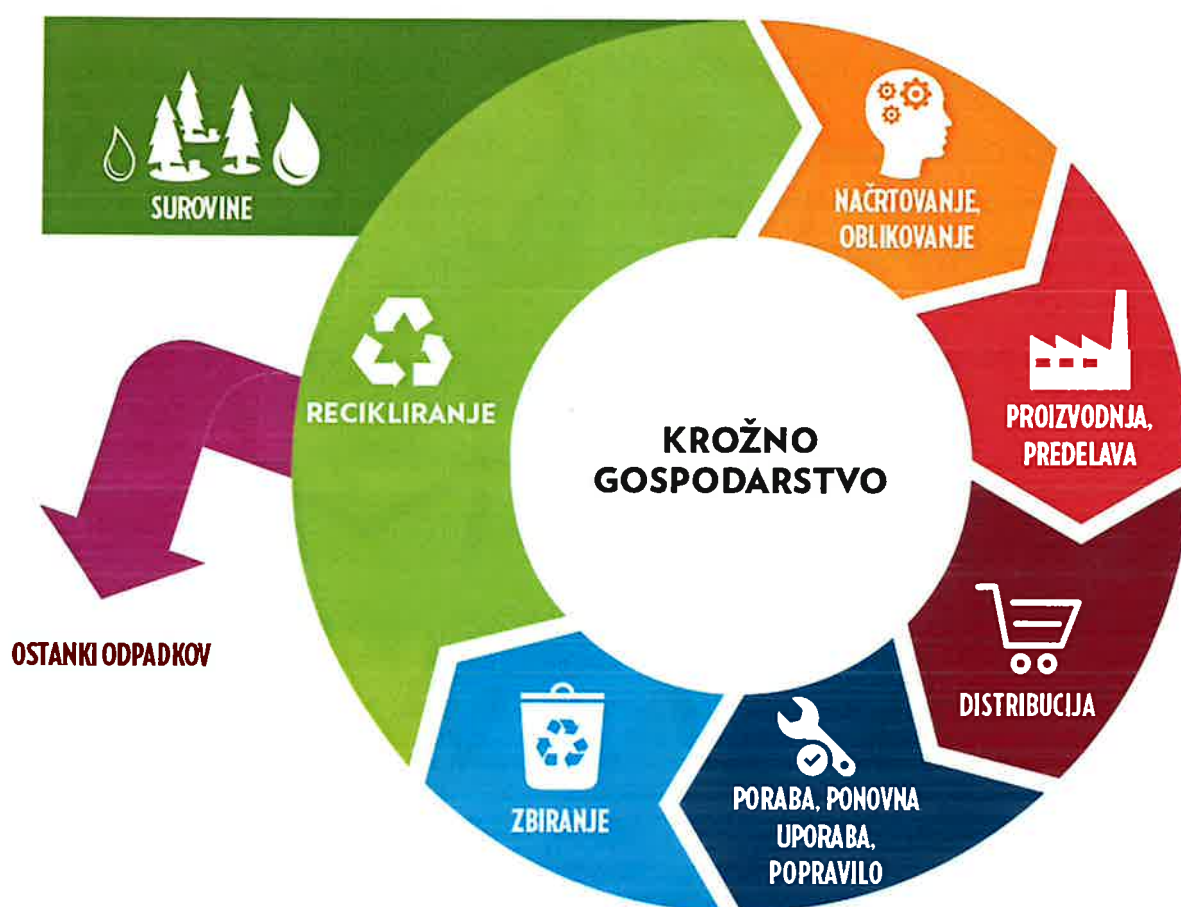 SUROVINE
NAČRTOVANJE,
OBLIKOVANJE
PROIZVODNJA,
PREDELAVA
DISTRIBUCIJA
PORABA, PONOVNA
UPORABA,
POPRAVILO
ZBIRANJE
RECIKLIRANJE
OSTANKI ODPADKOV
KROŽNO
GOSPODARSTVO